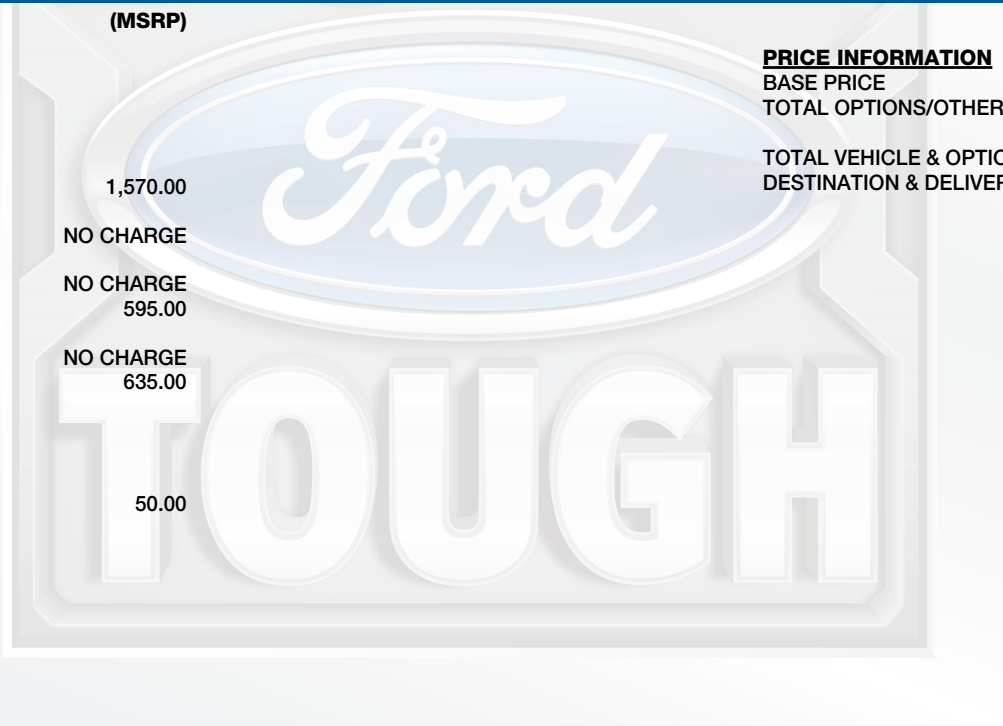 (MSRP)
1,570.00
NO CHARGE
NO CHARGE
595.00
NO CHARGE
635.00
50.00
PRICE INFORMATION
BASE PRICE
TOTAL OPTIONS/OTHER
TOTAL VEHICLE & OPTIO
DESTINATION & DELIVER
Ford
TOUGH